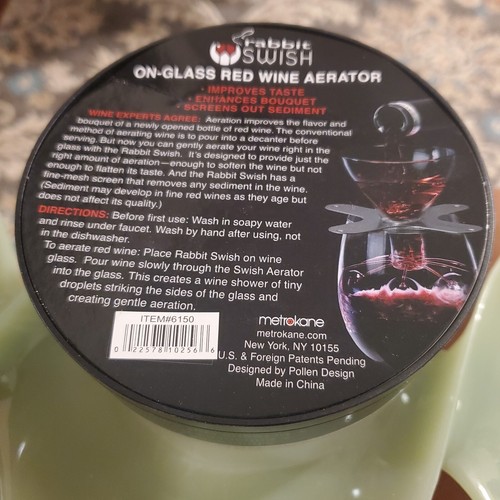 rabbit
SWISH
ON-GLASS RED WINE AERATOR
• IMPROVES TASTE
• ENHANCES BOUQUET
• SCREENS OUT SEDIMENT
WINE EXPERTS AGREE: Aeration improves the flavor and
bouquet of a newly opened bottle of red wine. The conventional
method of aerating wine is to pour into a decanter before
serving. But now you can gently aerate your wine right in the
glass with the Rabbit Swish. It's designed to provide just the
right amount of aeration—enough to soften the wine but not
enough to flatten its taste. And the Rabbit Swish has a
fine-mesh screen that removes any sediment in the wine.
(Sediment may develop in fine red wines as they age but
does not affect its quality.)
DIRECTIONS: Before first use: Wash in soapy water
and rinse under faucet. Wash by hand after using, not
in the dishwasher.
To aerate red wine: Place Rabbit Swish on wine
glass. Pour wine slowly through the Swish Aerator
into the glass. This creates a wine shower of tiny
droplets striking the sides of the glass and
creating gentle aeration.
ITEM#6150
0 22578 10256 6
metrokane
metrokane.com
New York, NY 10155
U.S. & Foreign Patents Pending
Designed by Pollen Design
Made in China